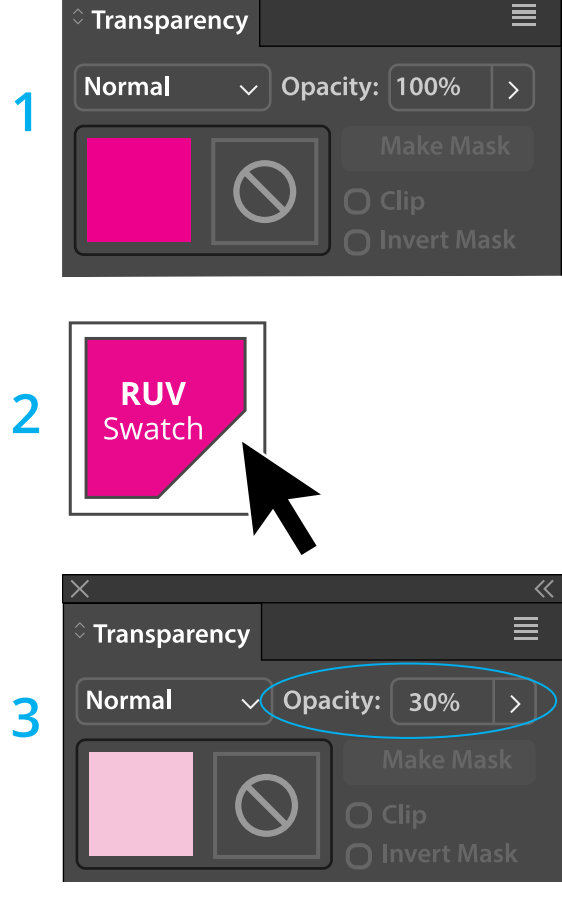 Transparency
Normal Opacity: 100%
1
Make Mask
Clip
Invert Mask
2
RUV
Swatch
Transparency
Normal Opacity: 30%
3
Make Mask
Clip
Invert Mask